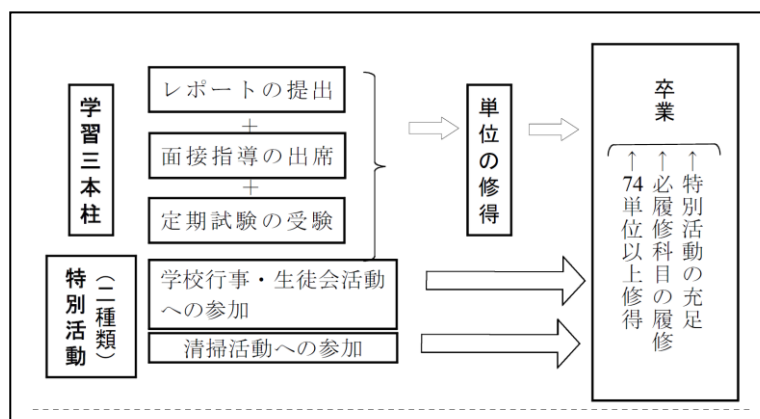 学習三本柱
レポートの提出
+
面接指導の出席
+
定期試験の受験
単位の修得
特別活動
(二種類)
学校行事・生徒会活動
への参加
清掃活動への参加
卒業
↑特別活動の充足
↑必履修科目の履修
↑74単位以上修得